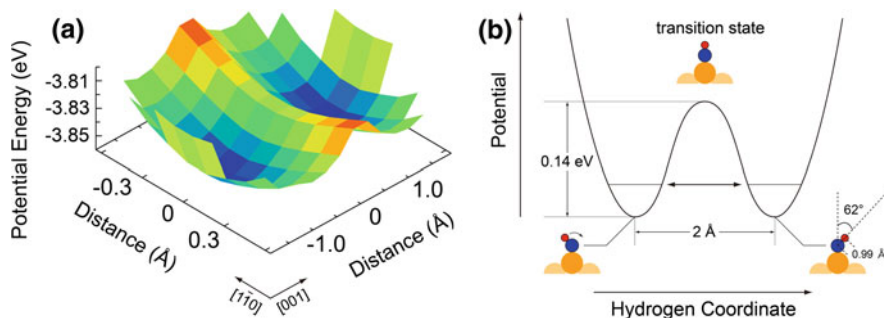 (a)
Potential Energy (eV)
-3.81
-3.83
-3.85
-0.3
0
0.3
Distance (Å)
-1.0
0
1.0
Distance (Å)
[11̄0]
[001]
(b)
transition state
Potential
0.14 eV
2 Å
62°
0.99 Å
Hydrogen Coordinate